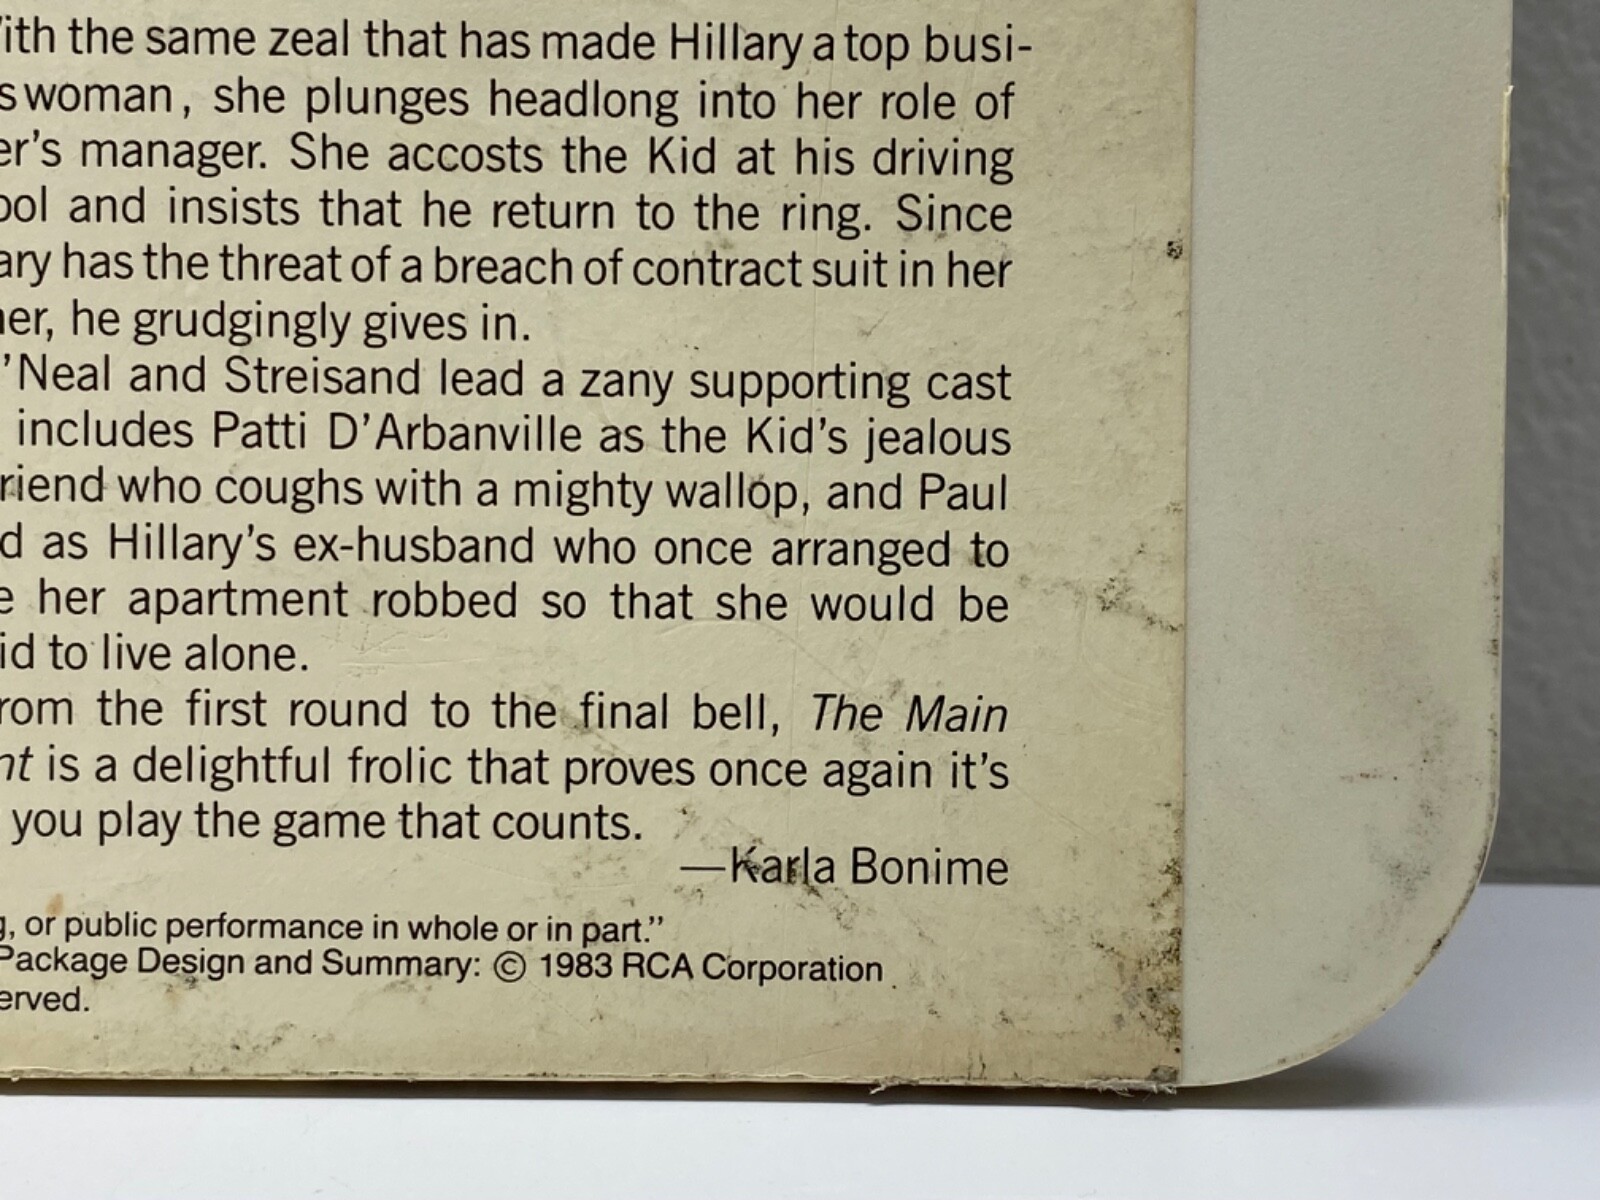 ith the same zeal that has made Hillary a top busi-
swoman, she plunges headlong into her role of
er's manager. She accosts the Kid at his driving
ool and insists that he return to the ring. Since
ary has the threat of a breach of contract suit in her
ner, he grudgingly gives in.
'Neal and Streisand lead a zany supporting cast
includes Patti D'Arbanville as the Kid's jealous
riend who coughs with a mighty wallop, and Paul
d as Hillary's ex-husband who once arranged to
e her apartment robbed so that she would be
id to live alone.
rom the first round to the final bell, The Main
nt is a delightful frolic that proves once again it's
you play the game that counts.
—Karla Bonime
g, or public performance in whole or in part."
Package Design and Summary: © 1983 RCA Corporation
erved.